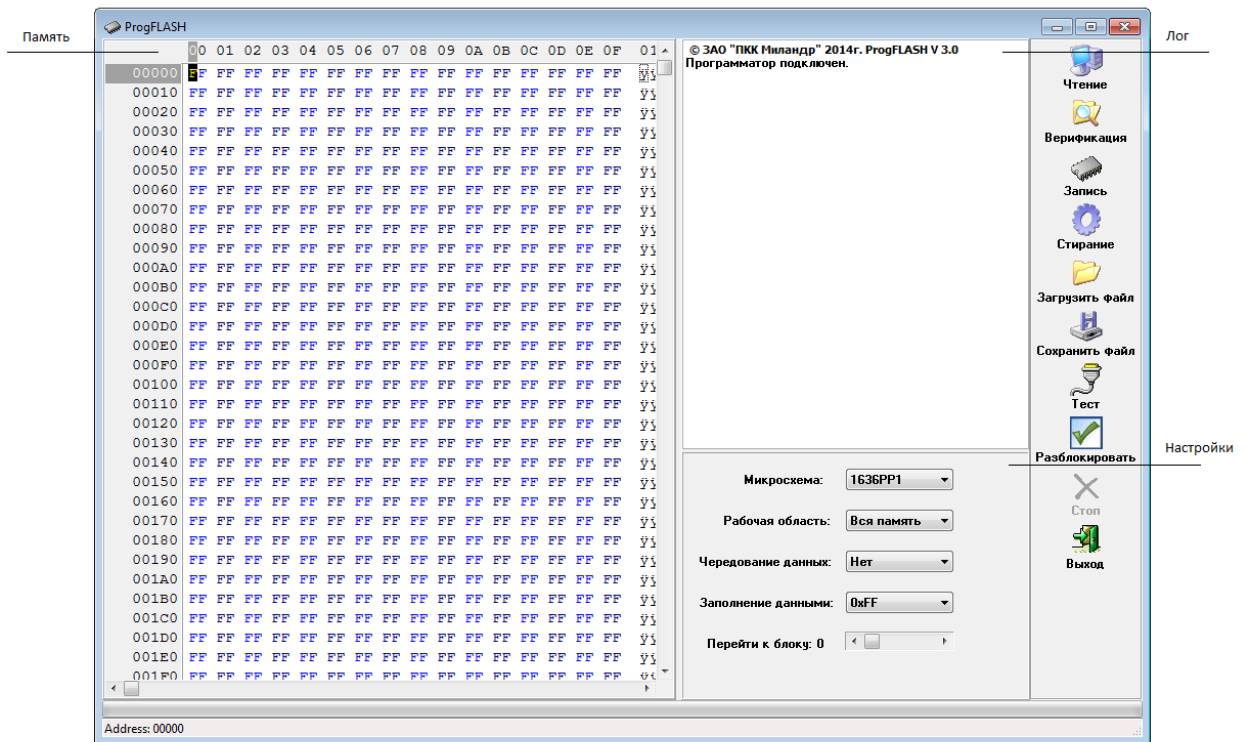 Память
Лог
Настройки
ProgFLASH
00 01 02 03 04 05 06 07 08 09 0A 0B 0C 0D 0E 0F 01
00000 FF FF FF FF FF FF FF FF FF FF FF FF FF FF FF FF
00010 FF FF FF FF FF FF FF FF FF FF FF FF FF FF FF FF
00020 FF FF FF FF FF FF FF FF FF FF FF FF FF FF FF FF
00030 FF FF FF FF FF FF FF FF FF FF FF FF FF FF FF FF
00040 FF FF FF FF FF FF FF FF FF FF FF FF FF FF FF FF
00050 FF FF FF FF FF FF FF FF FF FF FF FF FF FF FF FF
00060 FF FF FF FF FF FF FF FF FF FF FF FF FF FF FF FF
00070 FF FF FF FF FF FF FF FF FF FF FF FF FF FF FF FF
00080 FF FF FF FF FF FF FF FF FF FF FF FF FF FF FF FF
00090 FF FF FF FF FF FF FF FF FF FF FF FF FF FF FF FF
000A0 FF FF FF FF FF FF FF FF FF FF FF FF FF FF FF FF
000B0 FF FF FF FF FF FF FF FF FF FF FF FF FF FF FF FF
000C0 FF FF FF FF FF FF FF FF FF FF FF FF FF FF FF FF
000D0 FF FF FF FF FF FF FF FF FF FF FF FF FF FF FF FF
000E0 FF FF FF FF FF FF FF FF FF FF FF FF FF FF FF FF
000F0 FF FF FF FF FF FF FF FF FF FF FF FF FF FF FF FF
00100 FF FF FF FF FF FF FF FF FF FF FF FF FF FF FF FF
00110 FF FF FF FF FF FF FF FF FF FF FF FF FF FF FF FF
00120 FF FF FF FF FF FF FF FF FF FF FF FF FF FF FF FF
00130 FF FF FF FF FF FF FF FF FF FF FF FF FF FF FF FF
00140 FF FF FF FF FF FF FF FF FF FF FF FF FF FF FF FF
00150 FF FF FF FF FF FF FF FF FF FF FF FF FF FF FF FF
00160 FF FF FF FF FF FF FF FF FF FF FF FF FF FF FF FF
00170 FF FF FF FF FF FF FF FF FF FF FF FF FF FF FF FF
00180 FF FF FF FF FF FF FF FF FF FF FF FF FF FF FF FF
00190 FF FF FF FF FF FF FF FF FF FF FF FF FF FF FF FF
001A0 FF FF FF FF FF FF FF FF FF FF FF FF FF FF FF FF
001B0 FF FF FF FF FF FF FF FF FF FF FF FF FF FF FF FF
001C0 FF FF FF FF FF FF FF FF FF FF FF FF FF FF FF FF
001D0 FF FF FF FF FF FF FF FF FF FF FF FF FF FF FF FF
001E0 FF FF FF FF FF FF FF FF FF FF FF FF FF FF FF FF
001F0 FF FF FF FF FF FF FF FF FF FF FF FF FF FF FF FF
© ЗАО "ПКК Миландр" 2014г. ProgFLASH V 3.0
Программатор подключен.
Микросхема: 1636РР1
Рабочая область: Вся память
Чередование данных: Нет
Заполнение данными: 0xFF
Перейти к блоку: 0
Чтение
Верификация
Запись
Стирание
Загрузить файл
Сохранить файл
Тест
Разблокировать
Стоп
Выход
Address: 00000